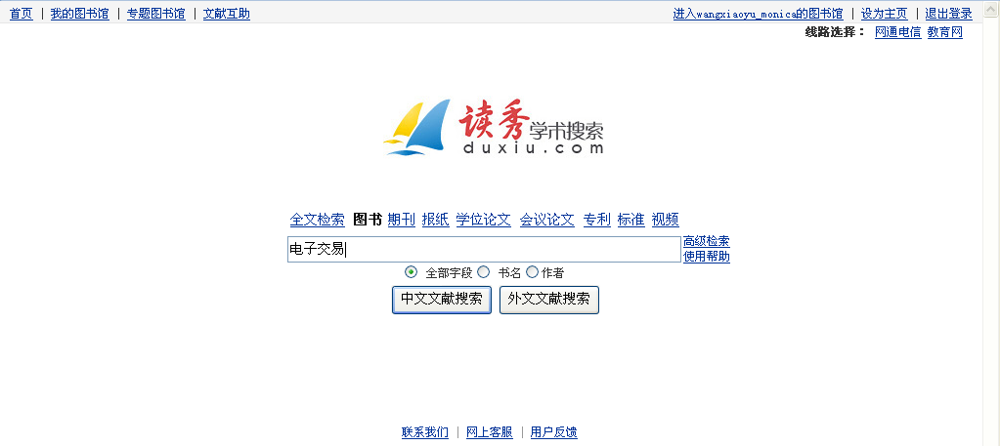 首页 | 我的图书馆 | 专题图书馆 | 文献互助 进入wangxiaoyu_monica的图书馆 | 设为主页 | 退出登录
线路选择： 网通电信 教育网
读秀学术搜索
duxiu.com
全文检索 图书 期刊 报纸 学位论文 会议论文 专利 标准 视频
电子交易 高级检索
使用帮助
全部字段 书名 作者
中文文献搜索 外文文献搜索
联系我们 | 网上客服 | 用户反馈